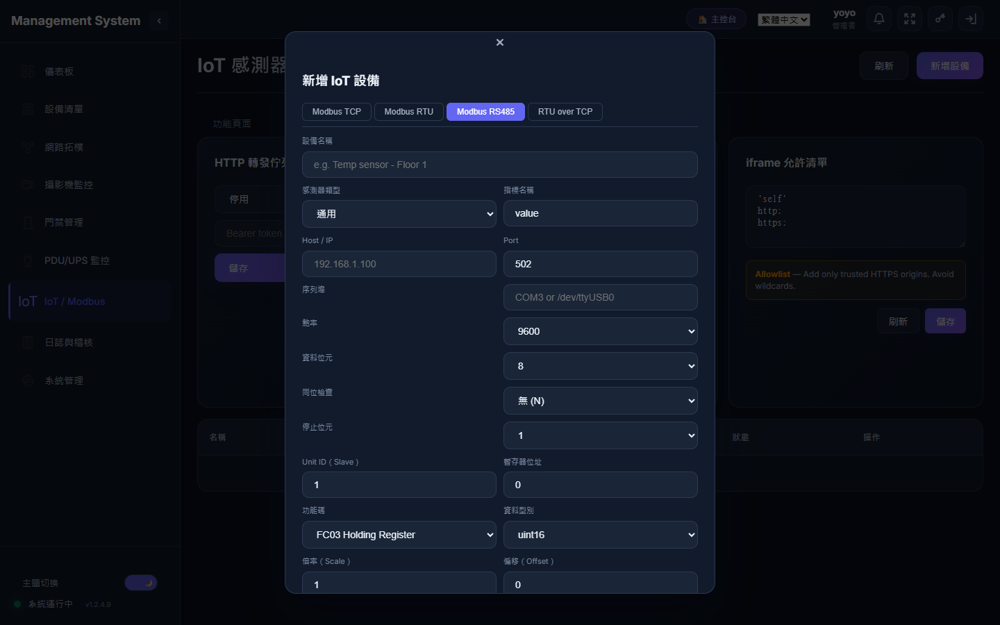 Management System
主控台
繁體中文
yoyo
管理者
儀表板
設備清單
網路拓樸
攝影機監控
門禁管理
PDU/UPS 監控
IoT
IoT / Modbus
日誌與稽核
系統管理
主題切換
系統運行中
v1.2.4.9
IoT 感測器
刷新
新增設備
功能頁面
HTTP 轉發佇列
停用
Bearer token
儲存
iframe 允許清單
'self'
http:
https:
Allowlist — Add only trusted HTTPS origins. Avoid
wildcards.
刷新
儲存
名稱
狀態
操作
×
新增 IoT 設備
Modbus TCP
Modbus RTU
Modbus RS485
RTU over TCP
設備名稱
e.g. Temp sensor - Floor 1
感測器類型
指標名稱
通用
value
Host / IP
Port
192.168.1.100
502
序列埠
COM3 or /dev/ttyUSB0
鮑率
9600
資料位元
8
同位檢查
無 (N)
停止位元
1
Unit ID ( Slave )
暫存器位址
1
0
功能碼
資料型別
FC03 Holding Register
uint16
倍率 ( Scale )
偏移 ( Offset )
1
0